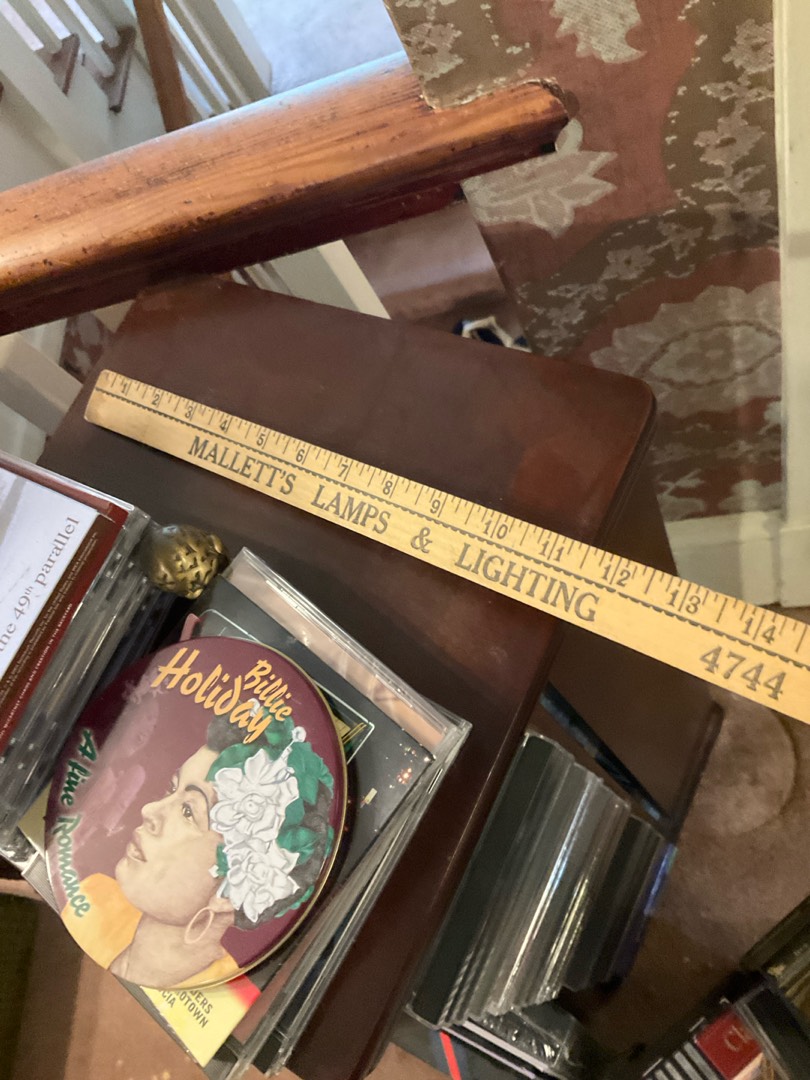 1 2 3 4 5 6 7 8 9 10 11 12 13 14
MALLETT'S LAMPS & LIGHTING 4744
the 49th parallel
Billie
Holiday
A Fine Romance
MOTOWN